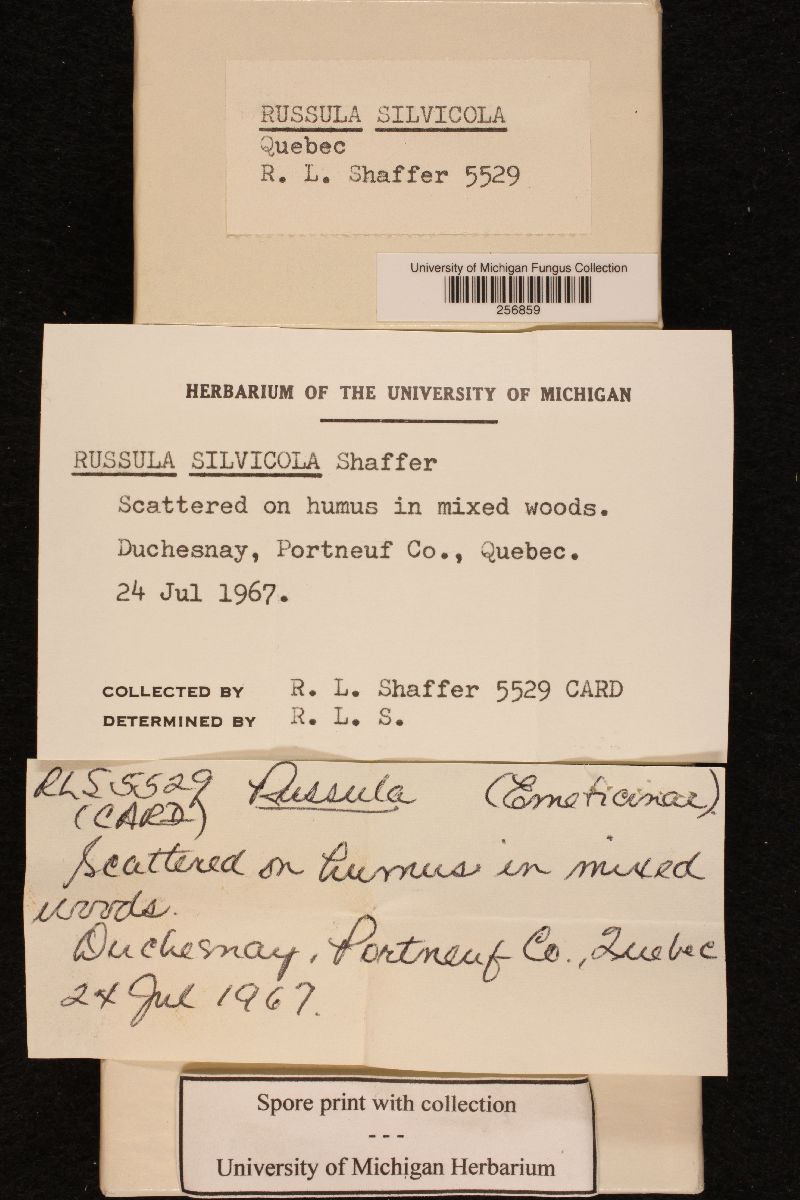 RUSSULA SILVICOLA
Quebec
R. L. Shaffer 5529
University of Michigan Fungus Collection
256859
HERBARIUM OF THE UNIVERSITY OF MICHIGAN
RUSSULA SILVICOLA Shaffer
Scattered on humus in mixed woods.
Duchesnay, Portneuf Co., Quebec.
24 Jul 1967.
COLLECTED BY R. L. Shaffer 5529 CARD
DETERMINED BY R. L. S.
RLS 5529 Russula (Emeticinae)
(CARD)
Scattered on humus in mixed
woods.
Duchesnay, Portneuf Co., Quebec
24 Jul 1967.
Spore print with collection
---
University of Michigan Herbarium